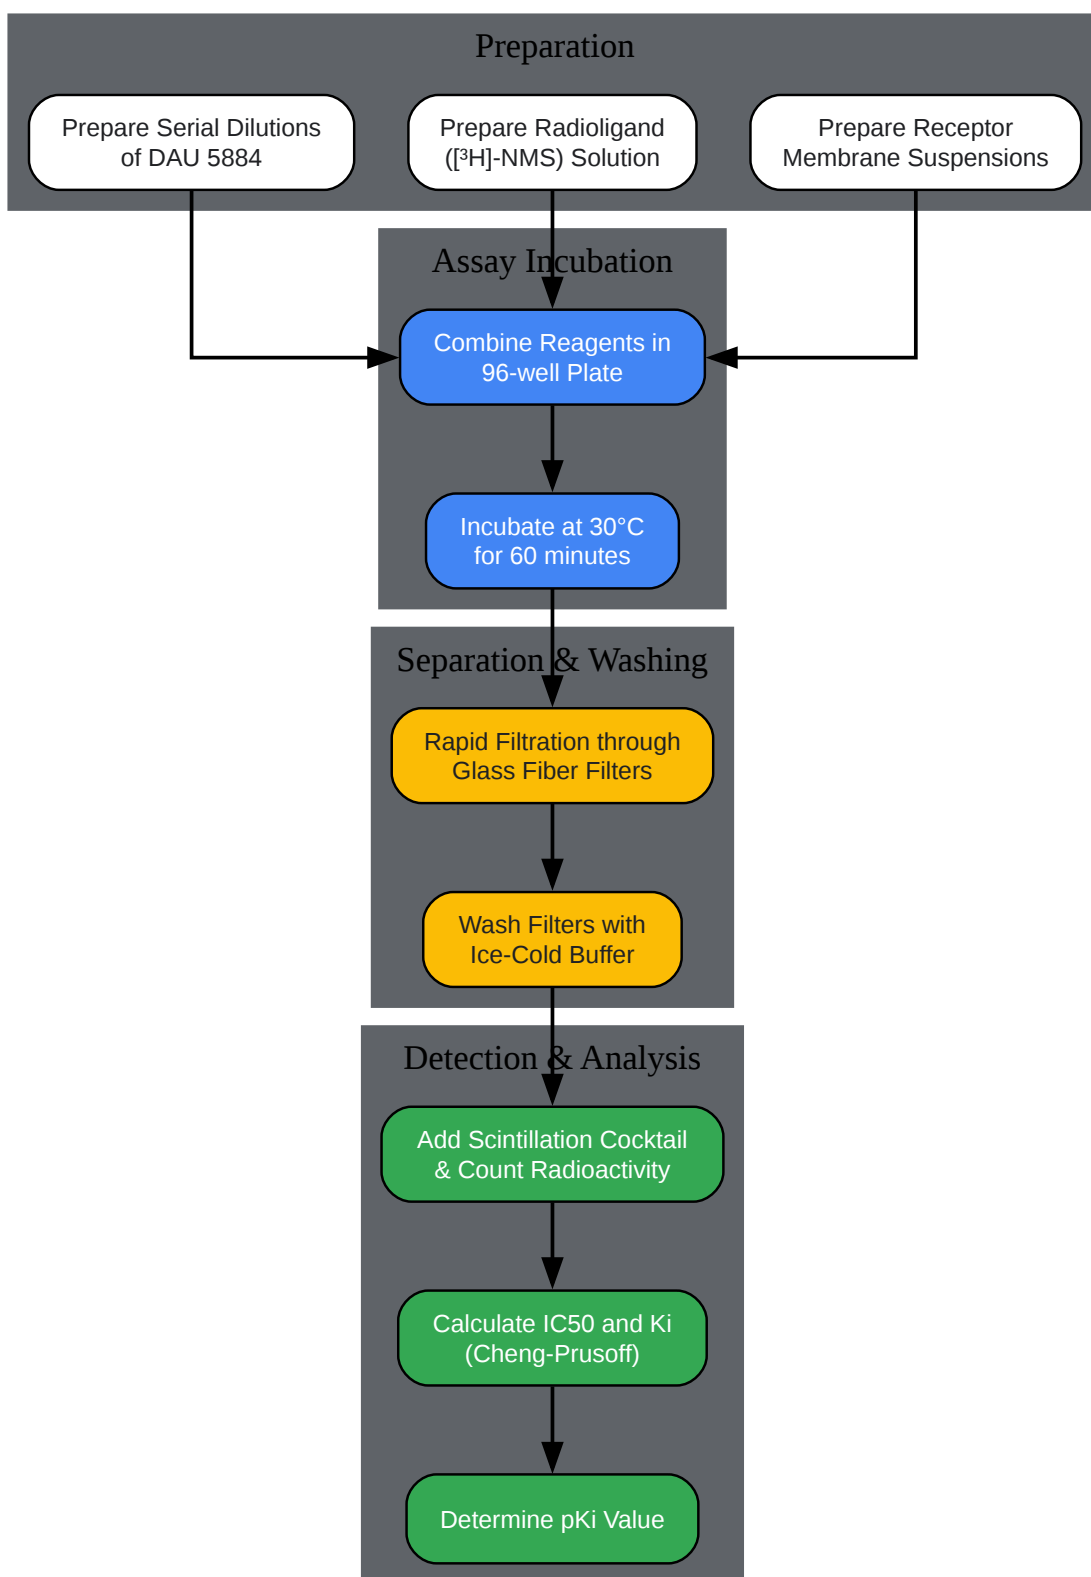 Preparation
Prepare Serial Dilutions
of DAU 5884
Prepare Radioligand
([³H]-NMS) Solution
Prepare Receptor
Membrane Suspensions
Assay Incubation
Combine Reagents in
96-well Plate
Incubate at 30°C
for 60 minutes
Separation & Washing
Rapid Filtration through
Glass Fiber Filters
Wash Filters with
Ice-Cold Buffer
Detection & Analysis
Add Scintillation Cocktail
& Count Radioactivity
Calculate IC50 and Ki
(Cheng-Prusoff)
Determine pKi Value